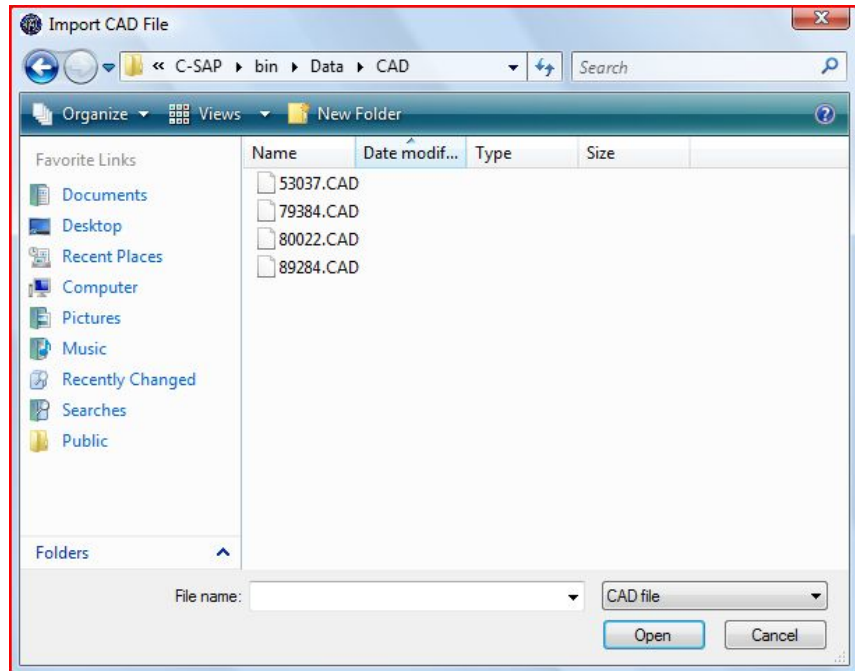 Import CAD File
« C-SAP bin Data CAD Search
Organize Views New Folder
Favorite Links
Documents
Desktop
Recent Places
Computer
Pictures
Music
Recently Changed
Searches
Public
Folders
Name Date modif... Type Size
53037.CAD
79384.CAD
80022.CAD
89284.CAD
File name: CAD file
Open Cancel